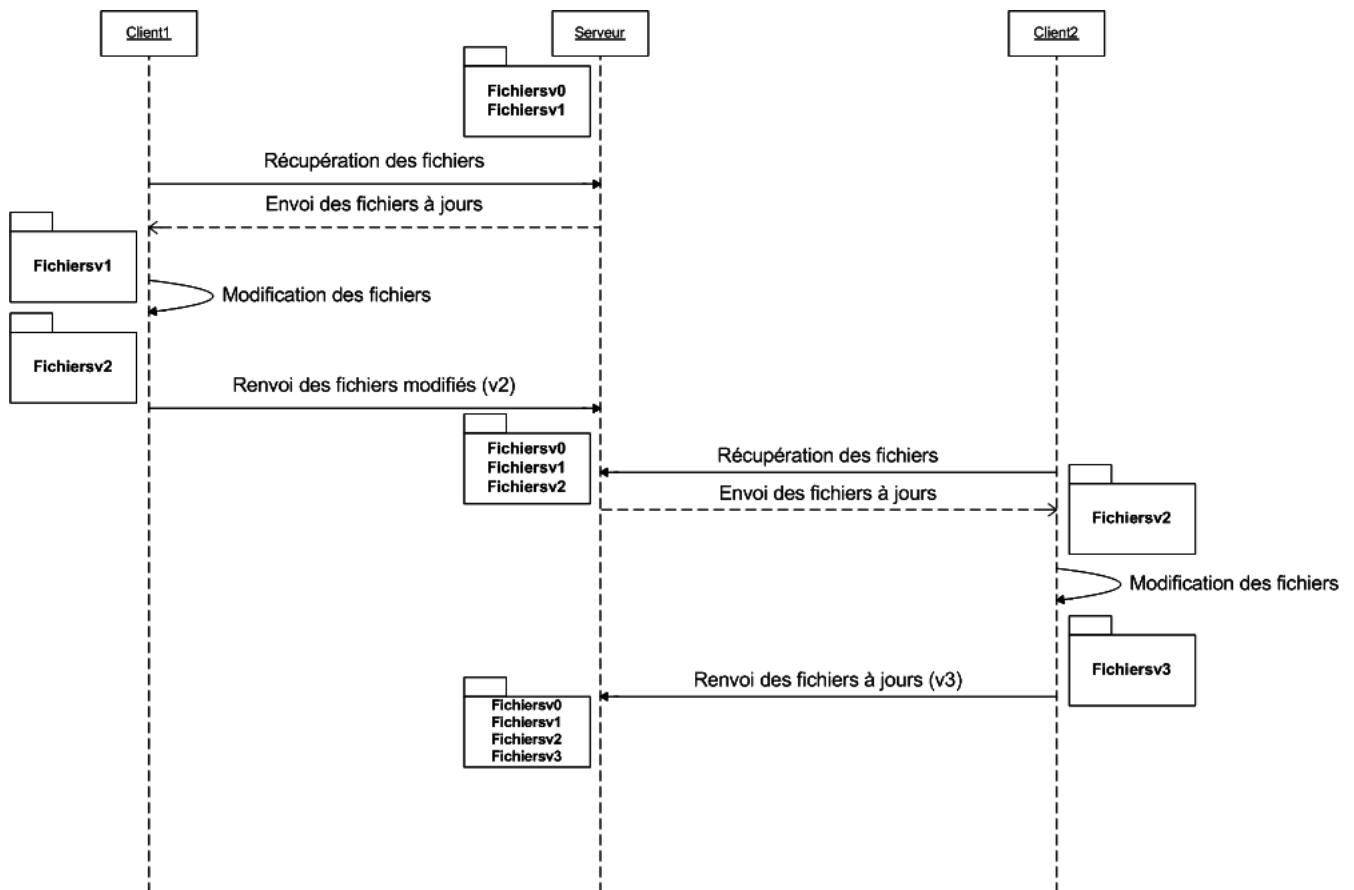 Client1
Serveur
Client2
Fichiersv0
Fichiersv1
Récupération des fichiers
Envoi des fichiers à jours
Fichiersv1
Modification des fichiers
Fichiersv2
Renvoi des fichiers modifiés (v2)
Fichiersv0
Fichiersv1
Fichiersv2
Récupération des fichiers
Envoi des fichiers à jours
Fichiersv2
Modification des fichiers
Fichiersv3
Renvoi des fichiers à jours (v3)
Fichiersv0
Fichiersv1
Fichiersv2
Fichiersv3